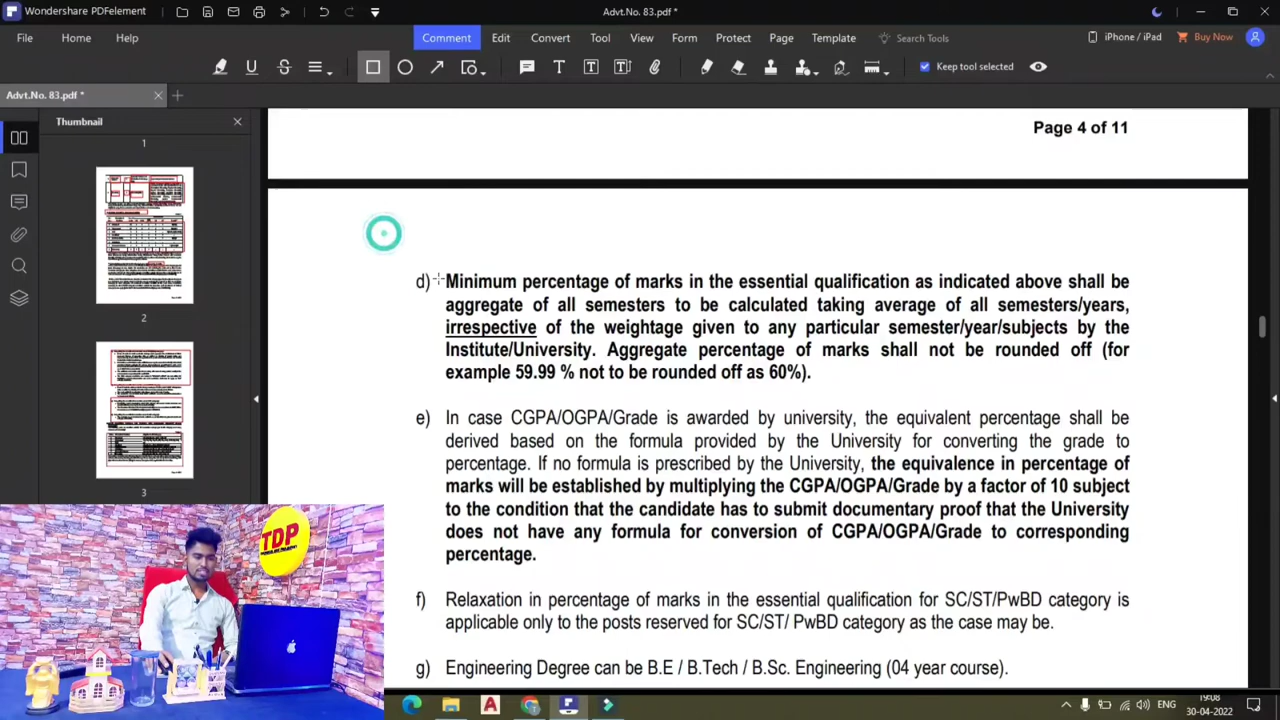 Wondershare PDFelement
Advt.No. 83.pdf *
File Home Help Comment Edit Convert Tool View Form Protect Page Template Search Tools iPhone / iPad Buy Now
Keep tool selected
Advt.No. 83.pdf *
Thumbnail
1
2
3
Page 4 of 11
d) Minimum percentage of marks in the essential qualification as indicated above shall be
aggregate of all semesters to be calculated taking average of all semesters/years,
irrespective of the weightage given to any particular semester/year/subjects by the
Institute/University. Aggregate percentage of marks shall not be rounded off (for
example 59.99 % not to be rounded off as 60%).
e) In case CGPA/OGPA/Grade is awarded by university, the equivalent percentage shall be
derived based on the formula provided by the University for converting the grade to
percentage. If no formula is prescribed by the University, the equivalence in percentage of
marks will be established by multiplying the CGPA/OGPA/Grade by a factor of 10 subject
to the condition that the candidate has to submit documentary proof that the University
does not have any formula for conversion of CGPA/OGPA/Grade to corresponding
percentage.
f) Relaxation in percentage of marks in the essential qualification for SC/ST/PwBD category is
applicable only to the posts reserved for SC/ST/ PwBD category as the case may be.
g) Engineering Degree can be B.E / B.Tech / B.Sc. Engineering (04 year course).
TDP
ENG
19:08
30-04-2022